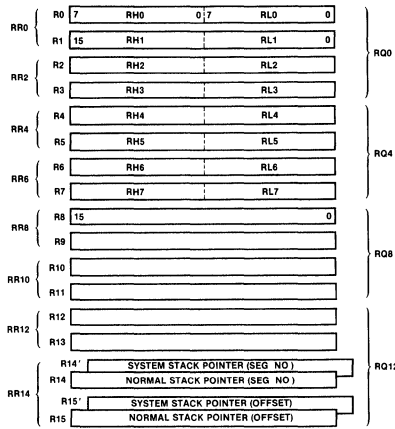 RR0 R0 7 RH0 0 7 RL0 0
R1 15 RH1 RL1 0
RQ0
RR2 R2 RH2 RL2
R3 RH3 RL3
RR4 R4 RH4 RL4
R5 RH5 RL5
RQ4
RR6 R6 RH6 RL6
R7 RH7 RL7
RR8 R8 15 0
R9
RQ8
RR10 R10
R11
RR12 R12
R13
R14' SYSTEM STACK POINTER (SEG NO)
RQ12
RR14 R14 NORMAL STACK POINTER (SEG NO)
R15' SYSTEM STACK POINTER (OFFSET)
R15 NORMAL STACK POINTER (OFFSET)